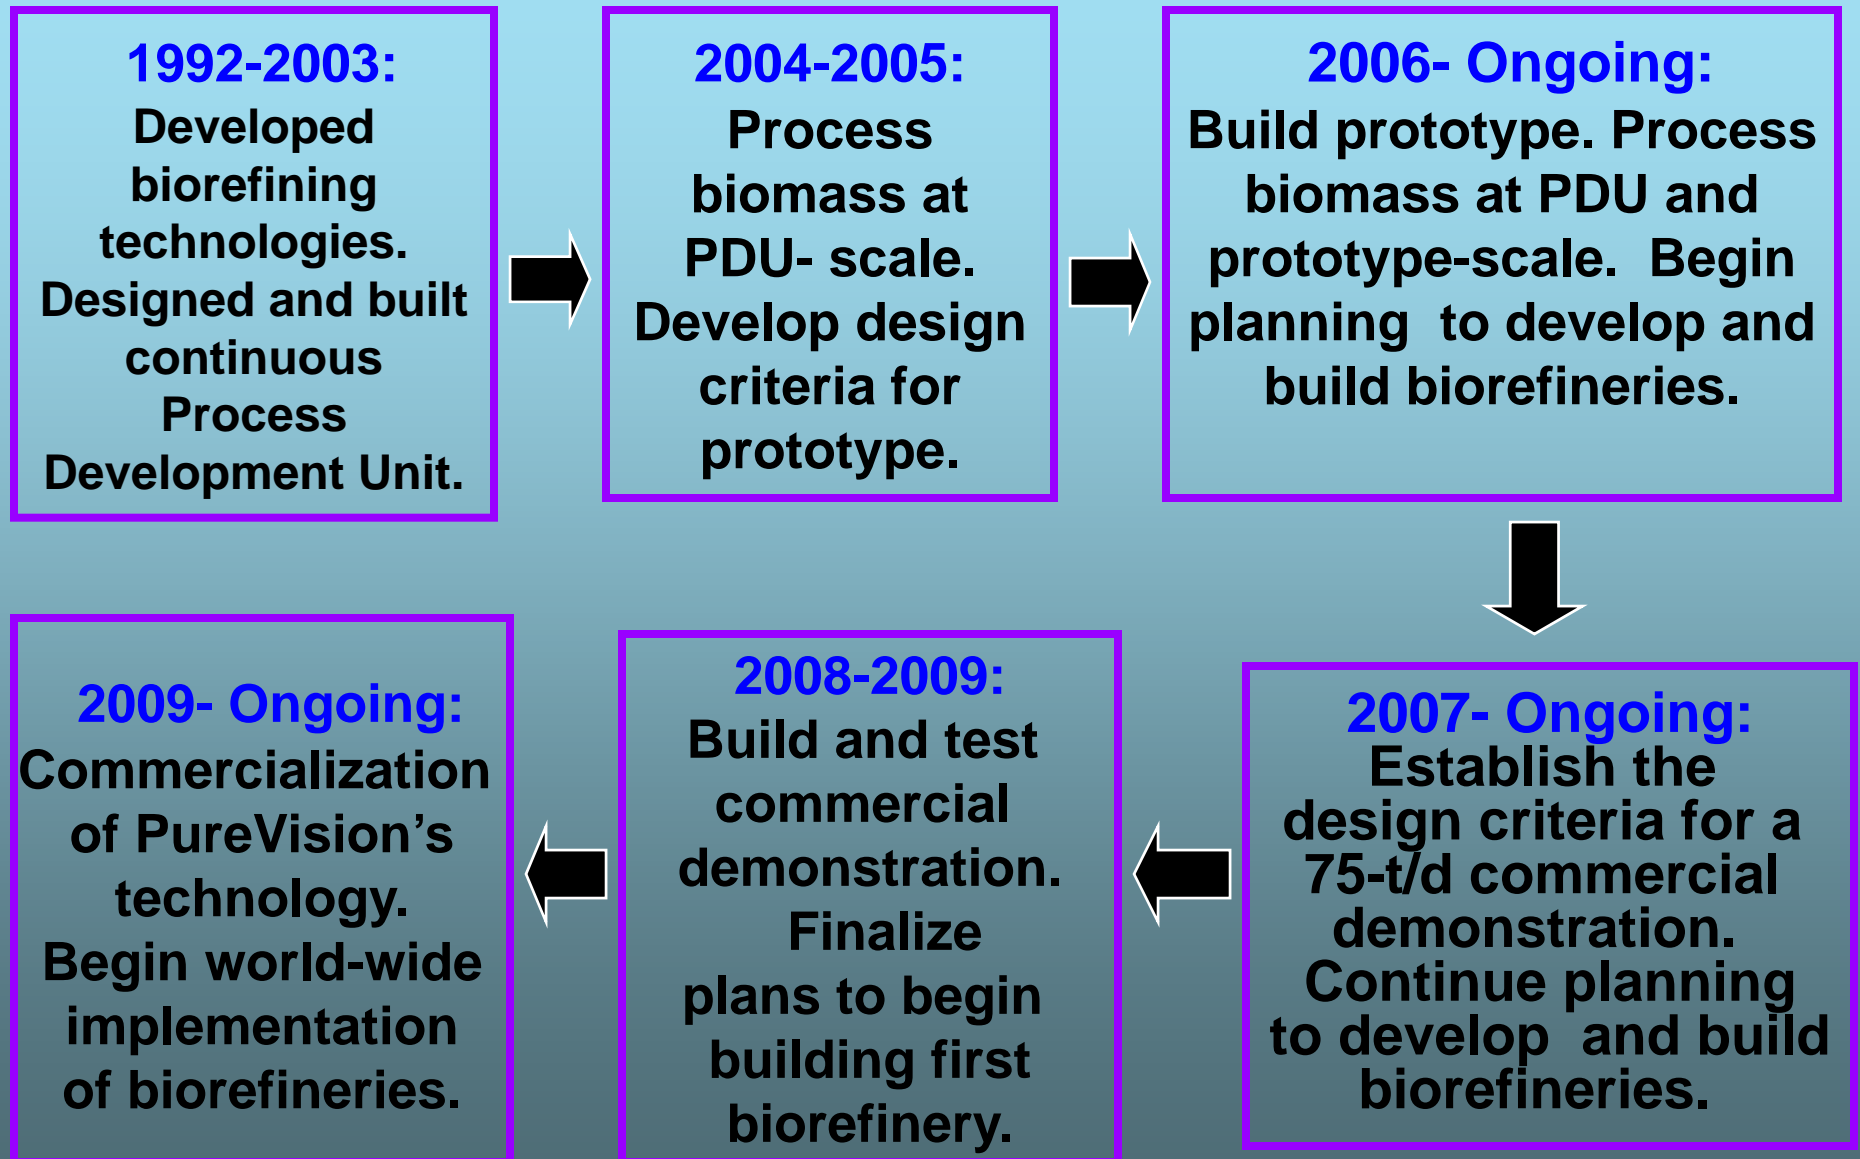 1992-2003:
Developed
biorefining
technologies.
Designed and built
continuous
Process
Development Unit.
2004-2005:
Process
biomass at
PDU- scale.
Develop design
criteria for
prototype.
2006- Ongoing:
Build prototype. Process
biomass at PDU and
prototype-scale.  Begin
planning  to develop and
build biorefineries.
2007- Ongoing:
Establish the
design criteria for a
75-t/d commercial
demonstration.
Continue planning
to develop  and build
biorefineries.
2008-2009:
Build and test
commercial
demonstration.
Finalize
plans to begin
building first
biorefinery.
2009- Ongoing:
Commercialization
of PureVision’s
technology.
Begin world-wide
implementation
of biorefineries.